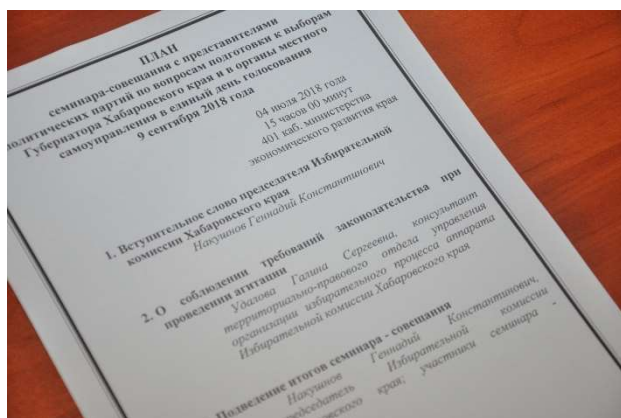 ПЛАН
семинара-совещания с представителями
политических партий по вопросам подготовки к выборам
Губернатора Хабаровского края и в органы местного
самоуправления в единый день голосования
9 сентября 2018 года
04 июля 2018 года
15 часов 00 минут
401 каб. министерства
экономического развития края
1. Вступительное слово председателя Избирательной
комиссии Хабаровского края
Накушнов Геннадий Константинович
2. О соблюдении требований законодательства при
проведении агитации
Удалова Галина Сергеевна, консультант
территориально-правового отдела управления
организации избирательного процесса аппарата
Избирательной комиссии Хабаровского края
Подведение итогов семинара - совещания
Накушнов Геннадий Константинович,
председатель Избирательной комиссии
края; участники семинара -